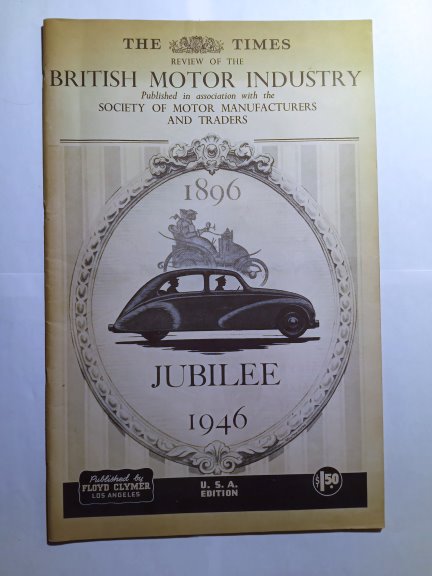 THE TIMES
REVIEW OF THE
BRITISH MOTOR INDUSTRY
Published in association with the
SOCIETY OF MOTOR MANUFACTURERS
AND TRADERS
1896
JUBILEE
1946
Published by
FLOYD CLYMER
LOS ANGELES
U. S. A.
EDITION
$1.50